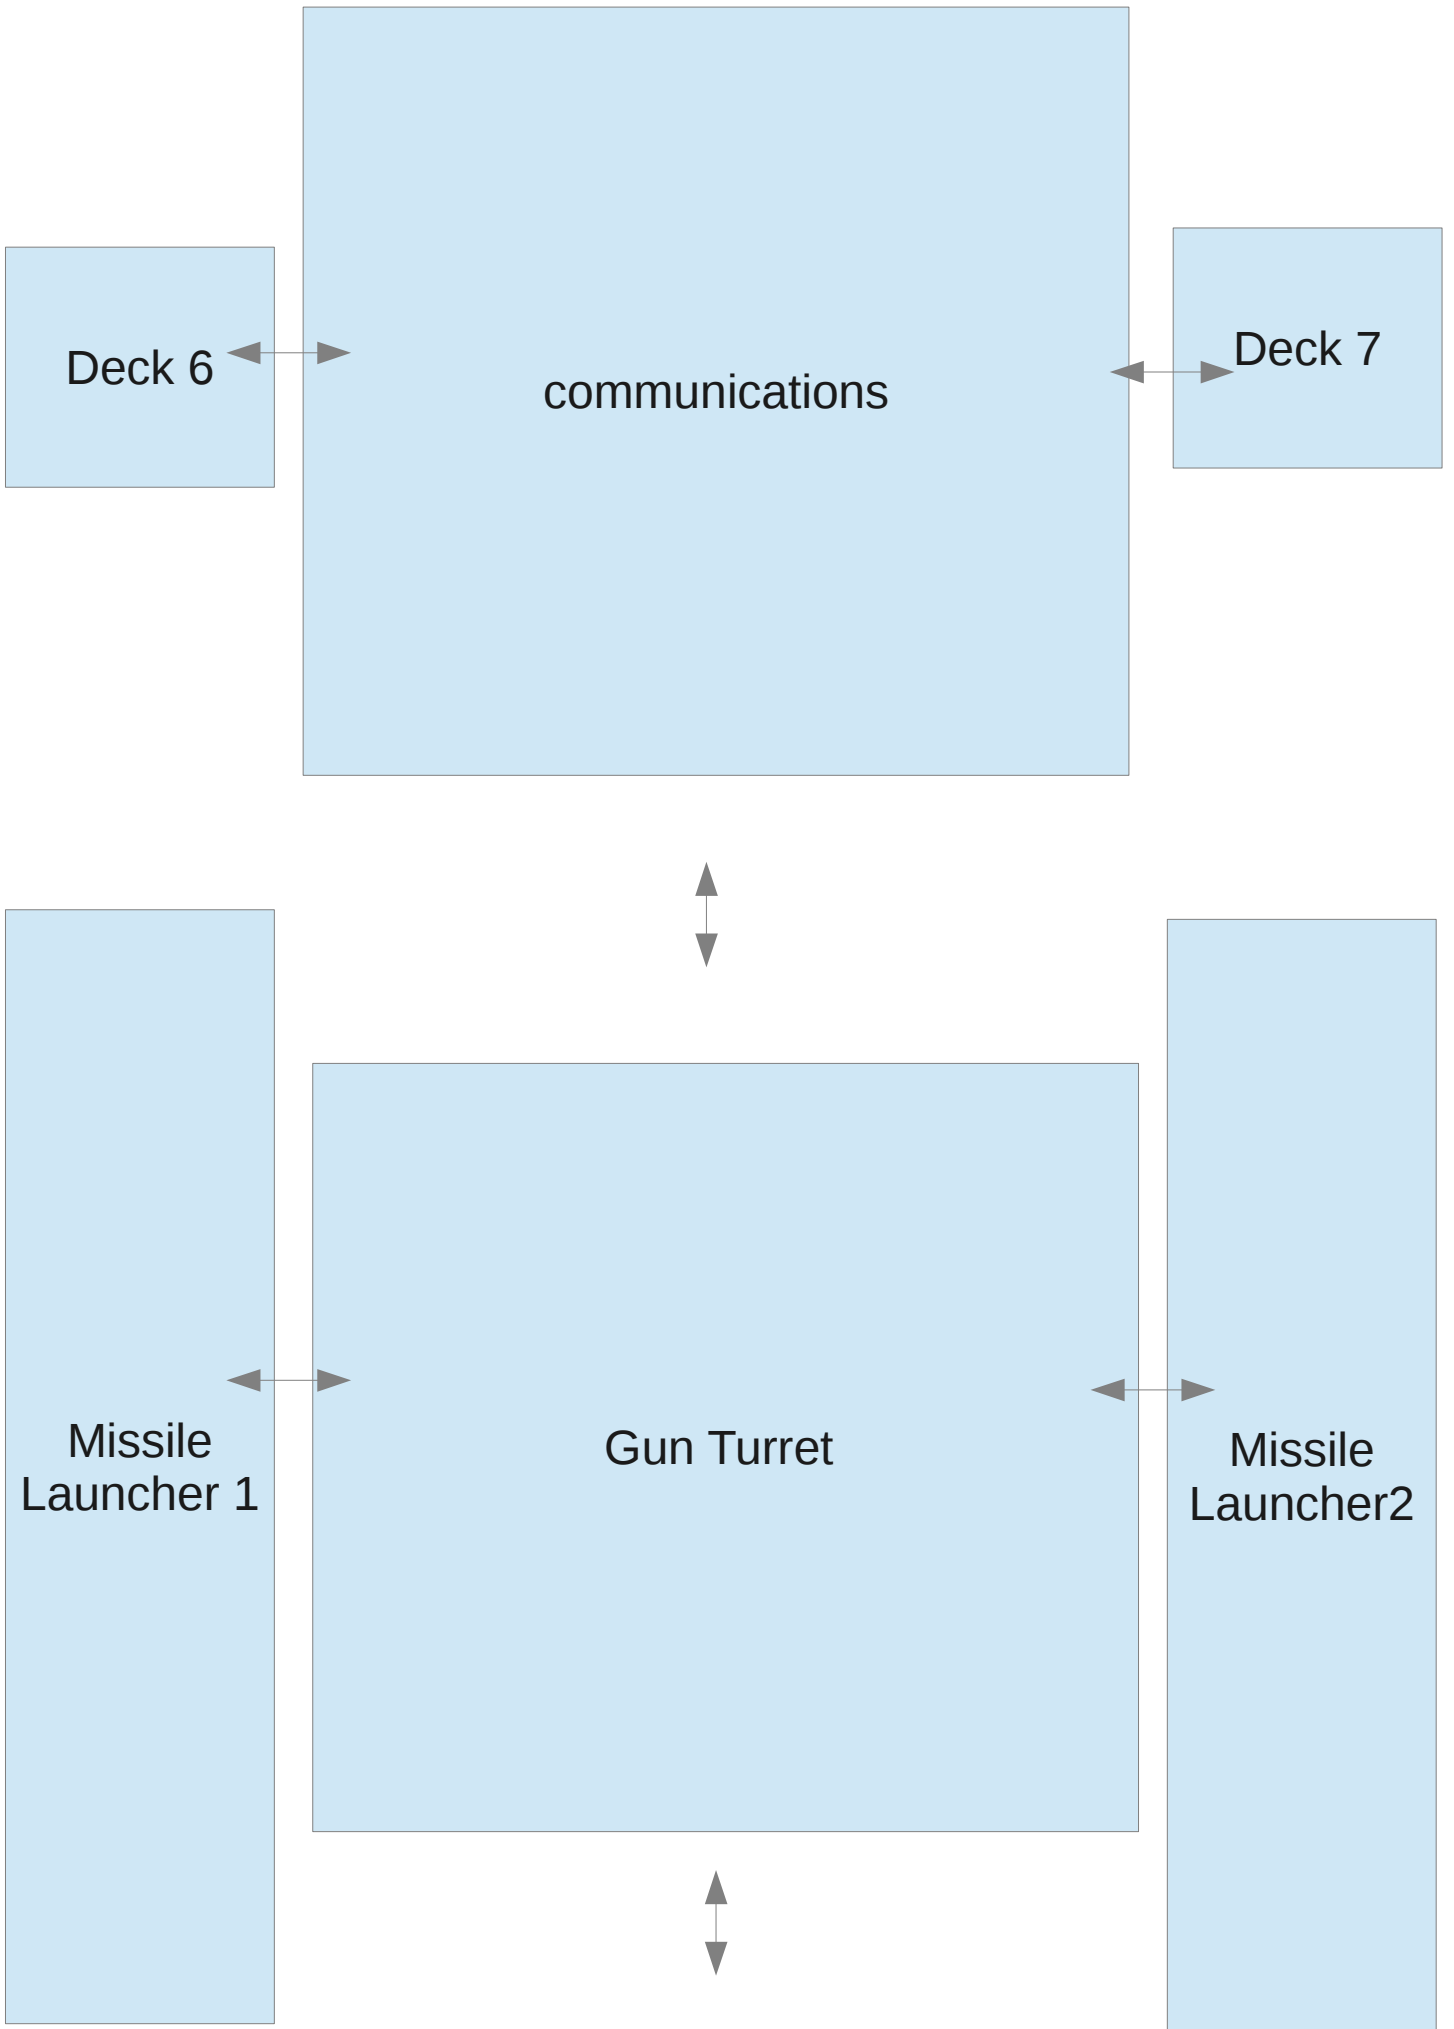 Deck 6
communications
Deck 7
Missile
Launcher 1
Gun Turret
Missile
Launcher2